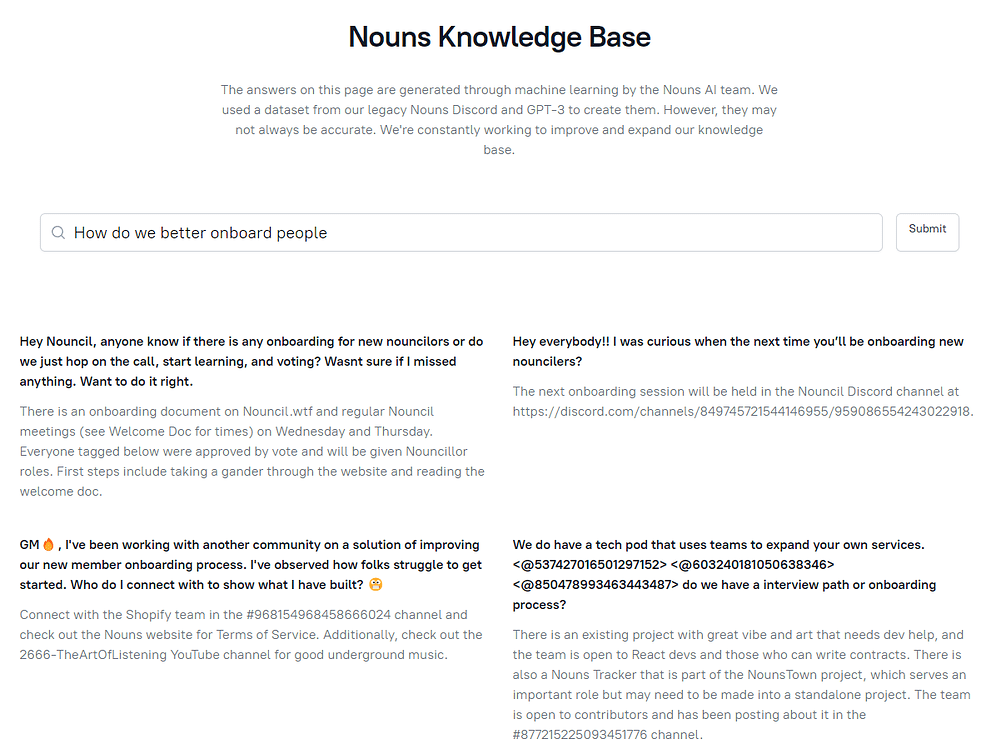 Nouns Knowledge Base
The answers on this page are generated through machine learning by the Nouns AI team. We
used a dataset from our legacy Nouns Discord and GPT-3 to create them. However, they may
not always be accurate. We're constantly working to improve and expand our knowledge
base.
How do we better onboard people
Submit
Hey Nouncil, anyone know if there is any onboarding for new nouncilors or do
we just hop on the call, start learning, and voting? Wasnt sure if I missed
anything. Want to do it right.
There is an onboarding document on Nouncil.wtf and regular Nouncil
meetings (see Welcome Doc for times) on Wednesday and Thursday.
Everyone tagged below were approved by vote and will be given Nouncillor
roles. First steps include taking a gander through the website and reading the
welcome doc.
Hey everybody!! I was curious when the next time you'll be onboarding new
nouncilers?
The next onboarding session will be held in the Nouncil Discord channel at
https://discord.com/channels/849745721544146955/959086554243022918.
GM🔥, I've been working with another community on a solution of improving
our new member onboarding process. I've observed how folks struggle to get
started. Who do I connect with to show what I have built? 😬
Connect with the Shopify team in the #968154968458666024 channel and
check out the Nouns website for Terms of Service. Additionally, check out the
2666-TheArtOfListening YouTube channel for good underground music.
We do have a tech pod that uses teams to expand your own services.
<@537427016501297152> <@603240181050638346>
<@850478993463443487> do we have a interview path or onboarding
process?
There is an existing project with great vibe and art that needs dev help, and
the team is open to React devs and those who can write contracts. There is
also a Nouns Tracker that is part of the NounsTown project, which serves an
important role but may need to be made into a standalone project. The team
is open to contributors and has been posting about it in the
#877215225093451776 channel.